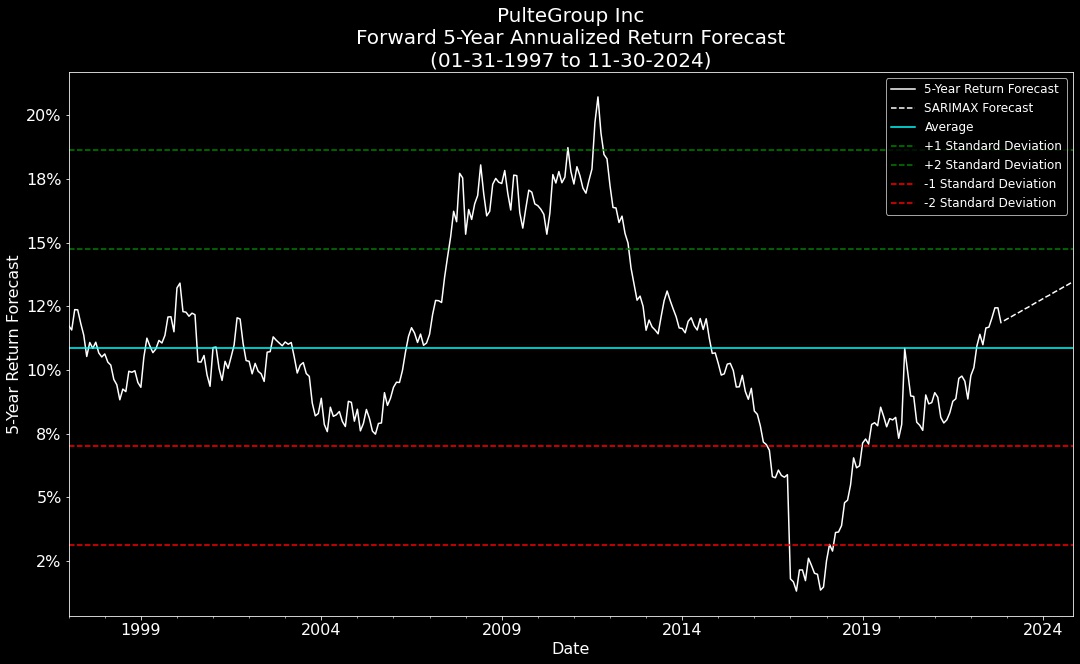 PulteGroup Inc
Forward 5-Year Annualized Return Forecast
(01-31-1997 to 11-30-2024)
5-Year Return Forecast
SARIMAX Forecast
Average
+1 Standard Deviation
+2 Standard Deviation
-1 Standard Deviation
-2 Standard Deviation
5-Year Return Forecast
20%
18%
15%
12%
10%
8%
5%
2%
1999
2004
2009
2014
2019
2024
Date